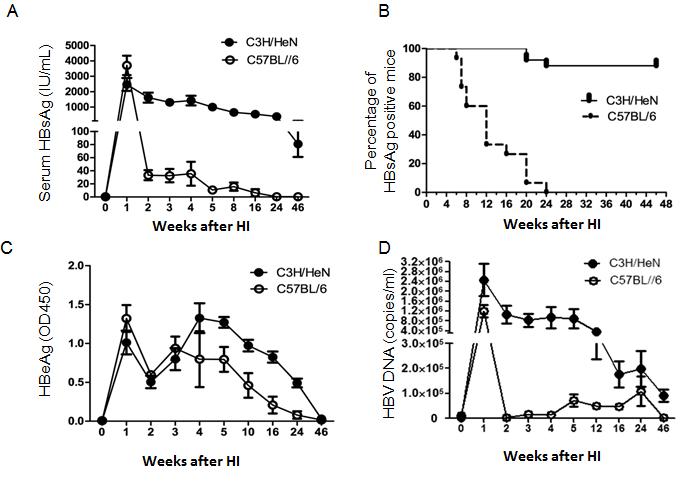 A
C3H/HeN
C57BL//6
Serum HBsAg (IU/mL)
5000
4000
3000
2000
1000
100
80
60
40
20
0
0 1 2 3 4 5 8 16 24 46
Weeks after HI
B
Percentage of
HBsAg positive mice
100
80
60
40
20
0
C3H/HeN
C57BL/6
0 4 8 12 16 20 24 28 32 36 40 44 48
Weeks after HI
C
C3H/HeN
C57BL//6
HBeAg (OD450)
2.0
1.5
1.0
0.5
0.0
0 1 2 3 4 5 10 16 24 46
Weeks after HI
D
C3H/HeN
C57BL//6
HBV DNA (copies/ml)
3.2×10⁶
2.8×10⁶
2.4×10⁶
2.0×10⁶
1.6×10⁶
1.2×10⁶
8.0×10⁵
4.0×10⁵
3.0×10⁵
2.0×10⁵
1.0×10⁵
0
0 1 2 3 4 5 12 16 24 46
Weeks after HI